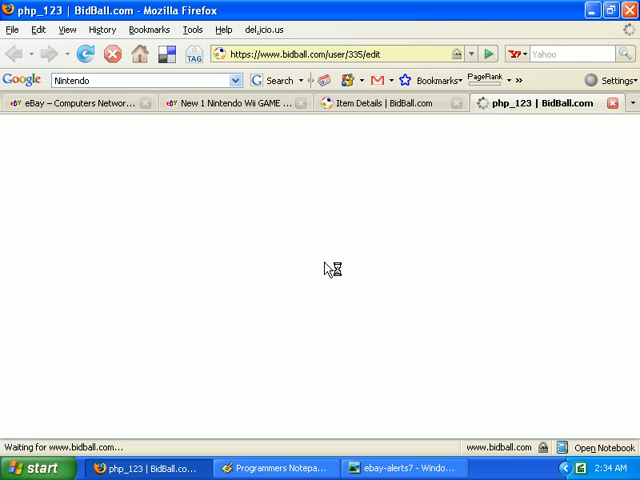 php_123 | BidBall.com - Mozilla Firefox
File Edit View History Bookmarks Tools Help del.icio.us
TAG https://www.bidball.com/user/335/edit Y! Yahoo
Google Nintendo G Search Bookmarks PageRank » Settings
eBay – Computers Networ... New 1 Nintendo Wii GAME ... Item Details | BidBall.com php_123 | BidBall.com
Waiting for www.bidball.com... www.bidball.com Open Notebook
start php_123 | BidBall.co... Programmers Notepa... ebay-alerts7 - Windo... 2:34 AM